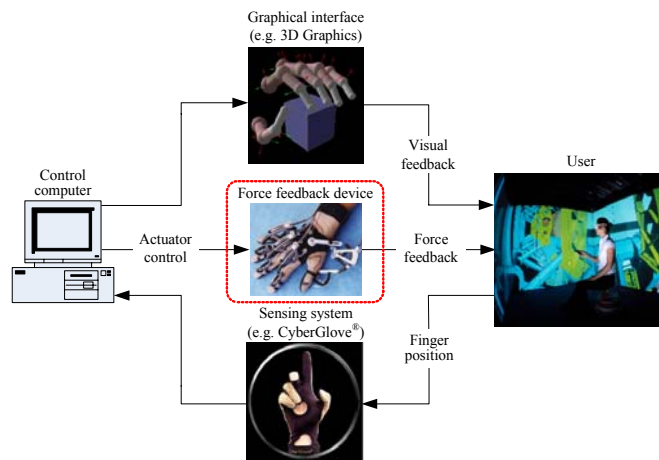 Graphical interface
(e.g. 3D Graphics)
Control
computer
Visual
feedback
User
Force feedback device
Actuator
control
Force
feedback
Sensing system
(e.g. CyberGlove®)
Finger
position